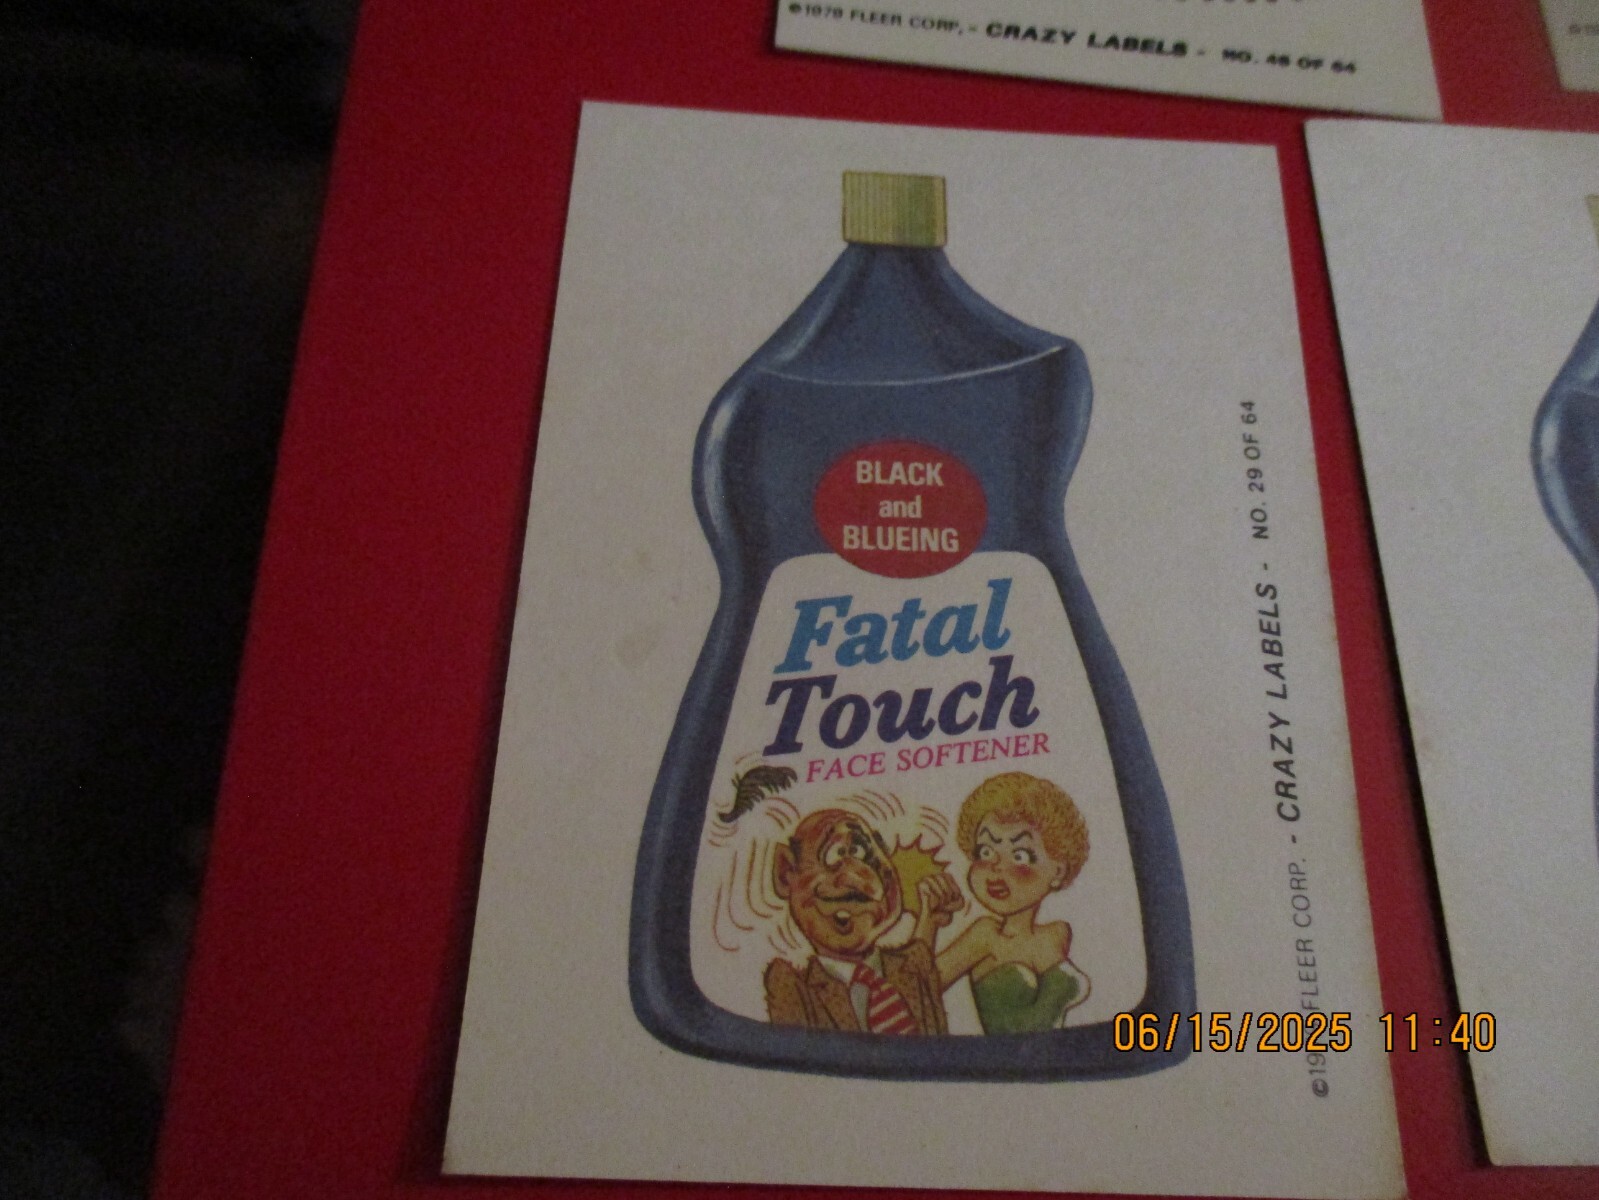 ©1979 FLEER CORP. - CRAZY LABELS - NO. 46 OF 64
BLACK
and
BLUEING
Fatal
Touch
FACE SOFTENER
©19 FLEER CORP. - CRAZY LABELS - NO. 29 OF 64
06/15/2025 11:40